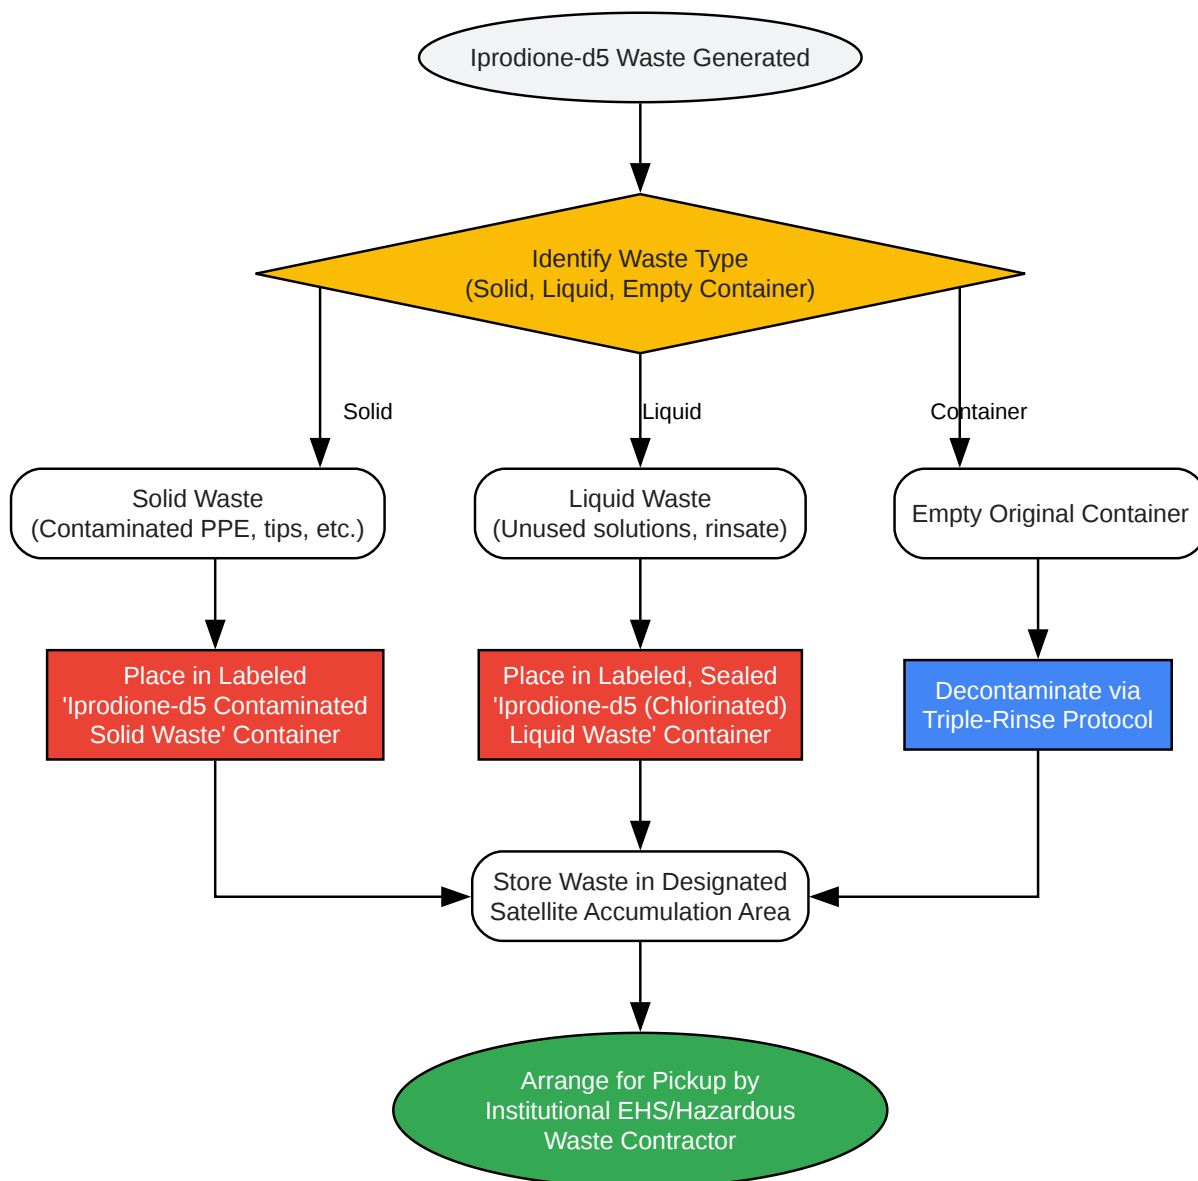 Iprodione-d5 Waste Generated
Identify Waste Type
(Solid, Liquid, Empty Container)
Solid
Liquid
Container
Solid Waste
(Contaminated PPE, tips, etc.)
Liquid Waste
(Unused solutions, rinsate)
Empty Original Container
Place in Labeled
'Iprodione-d5 Contaminated
Solid Waste' Container
Place in Labeled, Sealed
'Iprodione-d5 (Chlorinated)
Liquid Waste' Container
Decontaminate via
Triple-Rinse Protocol
Store Waste in Designated
Satellite Accumulation Area
Arrange for Pickup by
Institutional EHS/Hazardous
Waste Contractor